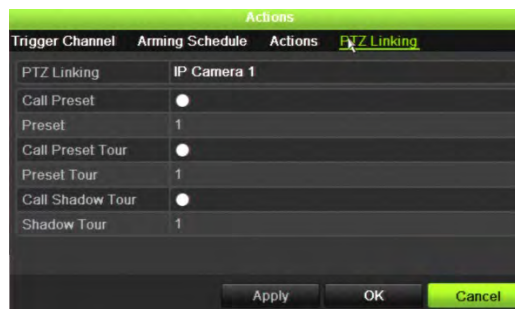 Actions
Trigger Channel Arming Schedule Actions PTZ Linking
PTZ Linking IP Camera 1
Call Preset
Preset 1
Call Preset Tour
Preset Tour 1
Call Shadow Tour
Shadow Tour 1
Apply OK Cancel